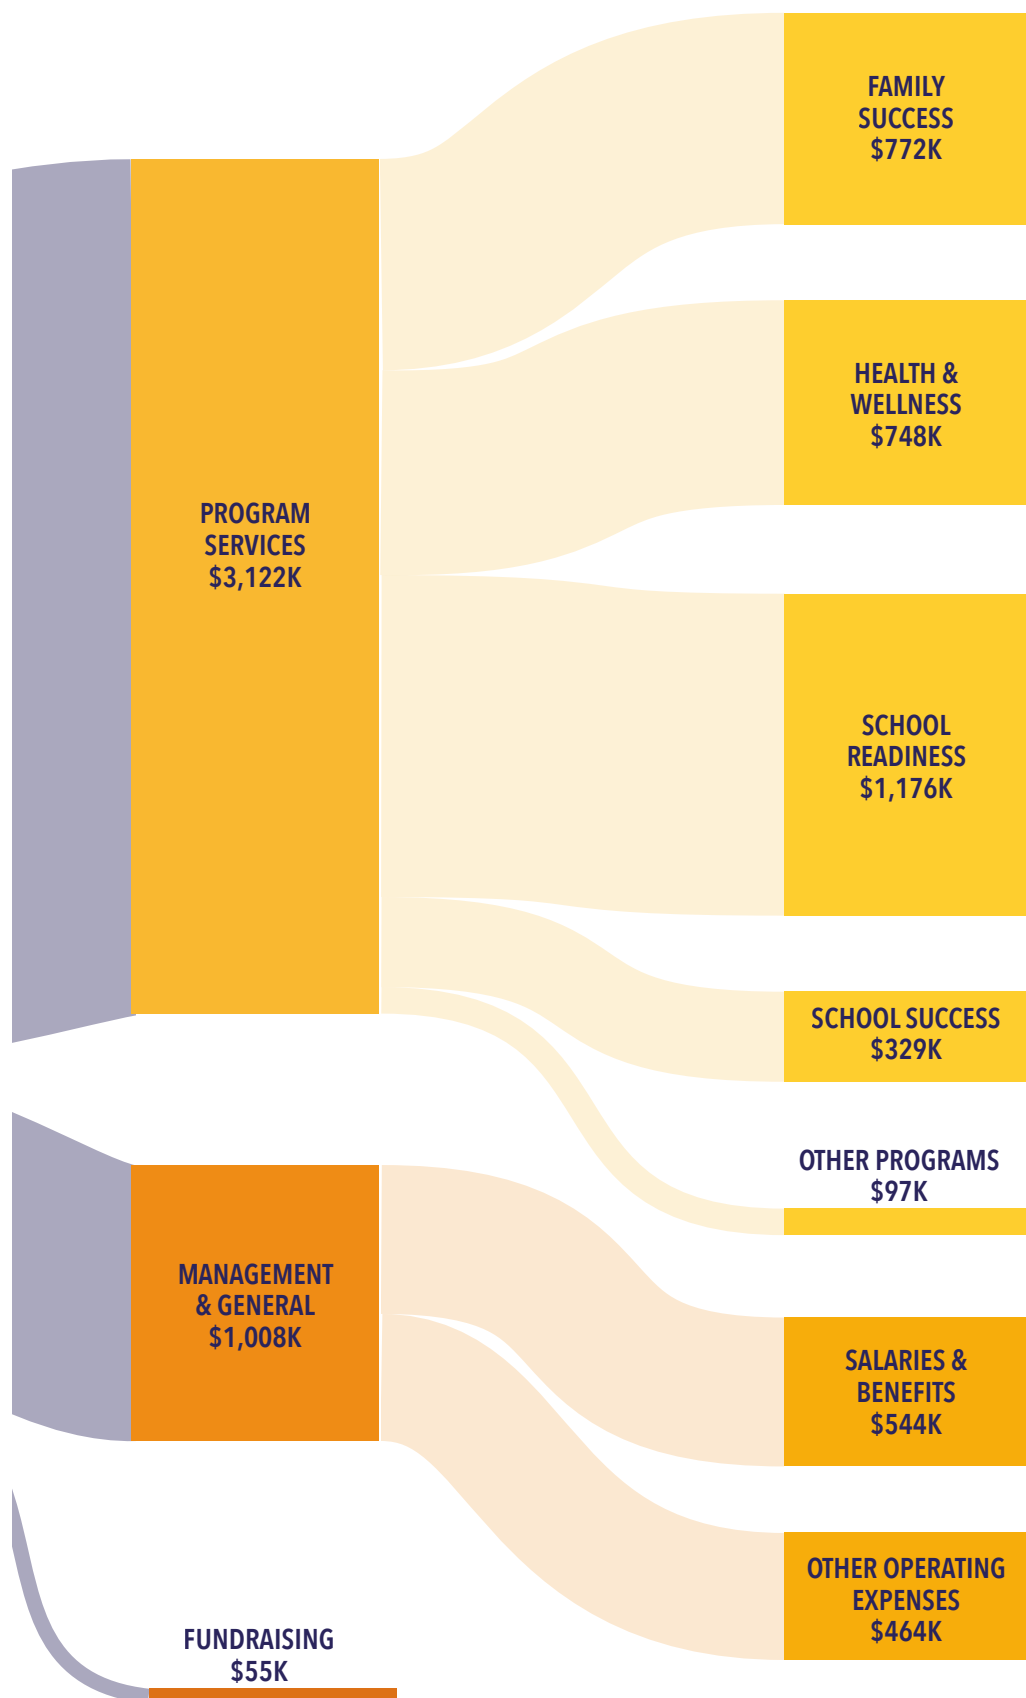 FAMILY
SUCCESS
$772K
HEALTH &
WELLNESS
$748K
PROGRAM
SERVICES
$3,122K
SCHOOL
READINESS
$1,176K
SCHOOL SUCCESS
$329K
OTHER PROGRAMS
$97K
MANAGEMENT
& GENERAL
$1,008K
SALARIES &
BENEFITS
$544K
OTHER OPERATING
EXPENSES
$464K
FUNDRAISING
$55K